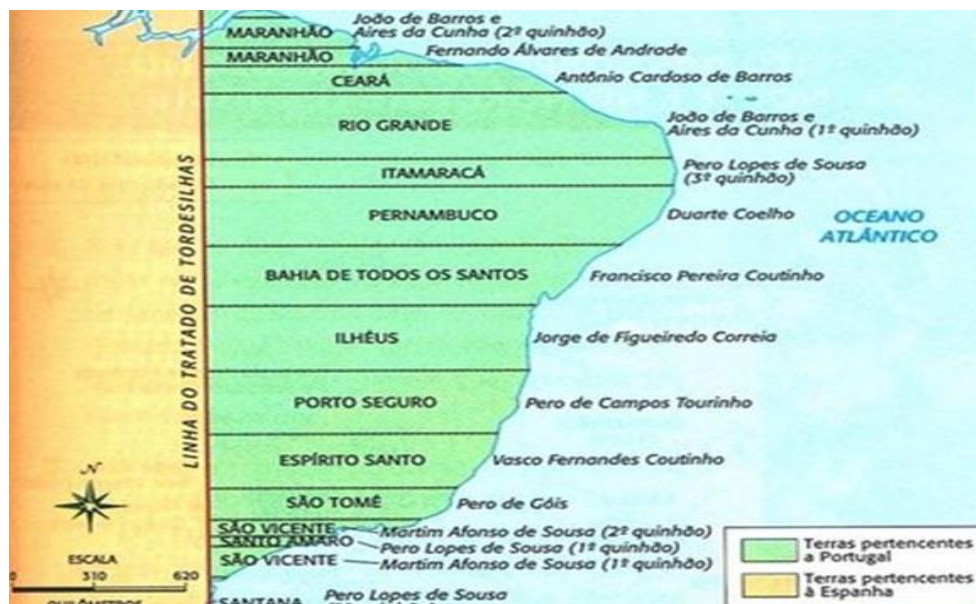 João de Barros e
MARANHÃO Aires da Cunha (2º quinhão)
MARANHÃO Fernando Álvares de Andrade
CEARÁ Antônio Cardoso de Barros
João de Barros e
RIO GRANDE Aires da Cunha (1º quinhão)
ITAMARACÁ Pero Lopes de Sousa
(3º quinhão)
PERNAMBUCO Duarte Coelho
OCEANO
ATLÂNTICO
BAHIA DE TODOS OS SANTOS Francisco Pereira Coutinho
ILHÉUS Jorge de Figueiredo Correia
LINHA DO TRATADO DE TORDESILHAS
PORTO SEGURO Pero de Campos Tourinho
ESPÍRITO SANTO Vasco Fernandes Coutinho
N
SÃO TOMÉ Pero de Góis
SÃO VICENTE Martim Afonso de Sousa (2º quinhão)
SANTO AMARO Pero Lopes de Sousa (1º quinhão)
SÃO VICENTE Martim Afonso de Sousa (1º quinhão)
SANTANA Pero Lopes de Sousa
ESCALA
0 310 620
QUILÔMETROS
Terras pertencentes
a Portugal
Terras pertencentes
à Espanha